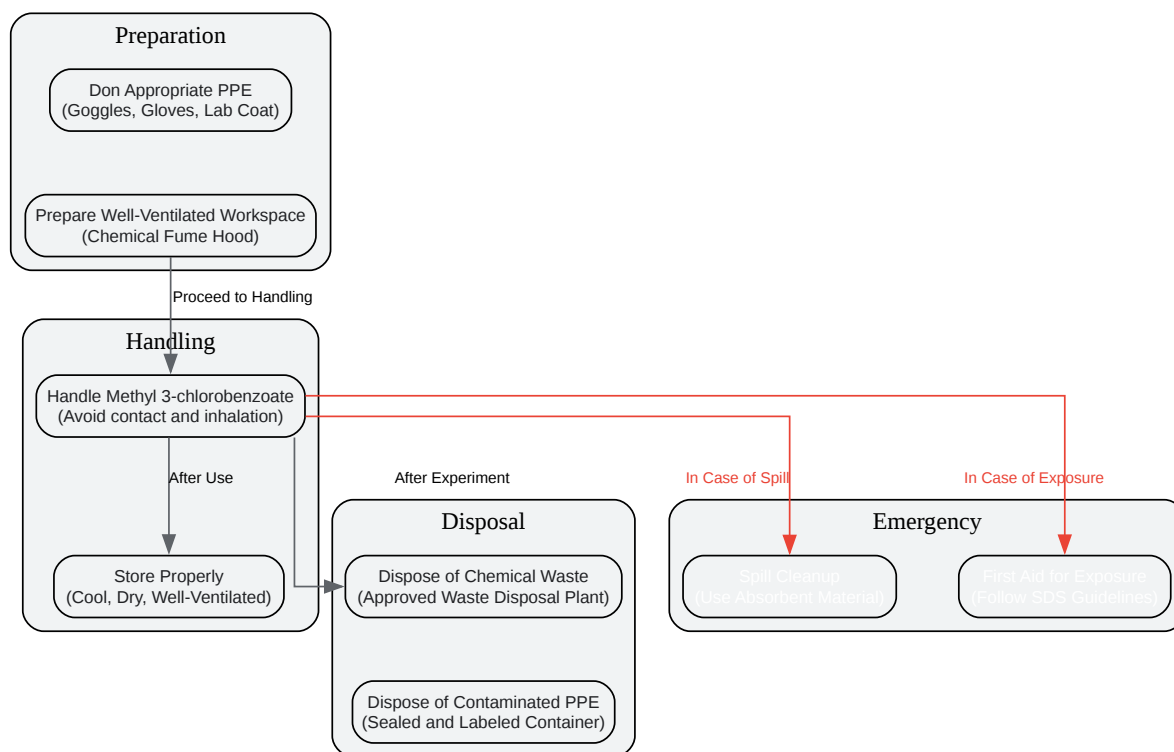 Preparation
Don Appropriate PPE
(Goggles, Gloves, Lab Coat)
Prepare Well-Ventilated Workspace
(Chemical Fume Hood)
Proceed to Handling
Handling
Handle Methyl 3-chlorobenzoate
(Avoid contact and inhalation)
After Use
After Experiment
In Case of Spill
In Case of Exposure
Store Properly
(Cool, Dry, Well-Ventilated)
Disposal
Dispose of Chemical Waste
(Approved Waste Disposal Plant)
Dispose of Contaminated PPE
(Sealed and Labeled Container)
Emergency
Spill Cleanup
(Use Absorbent Material)
First Aid for Exposure
(Follow SDS Guidelines)